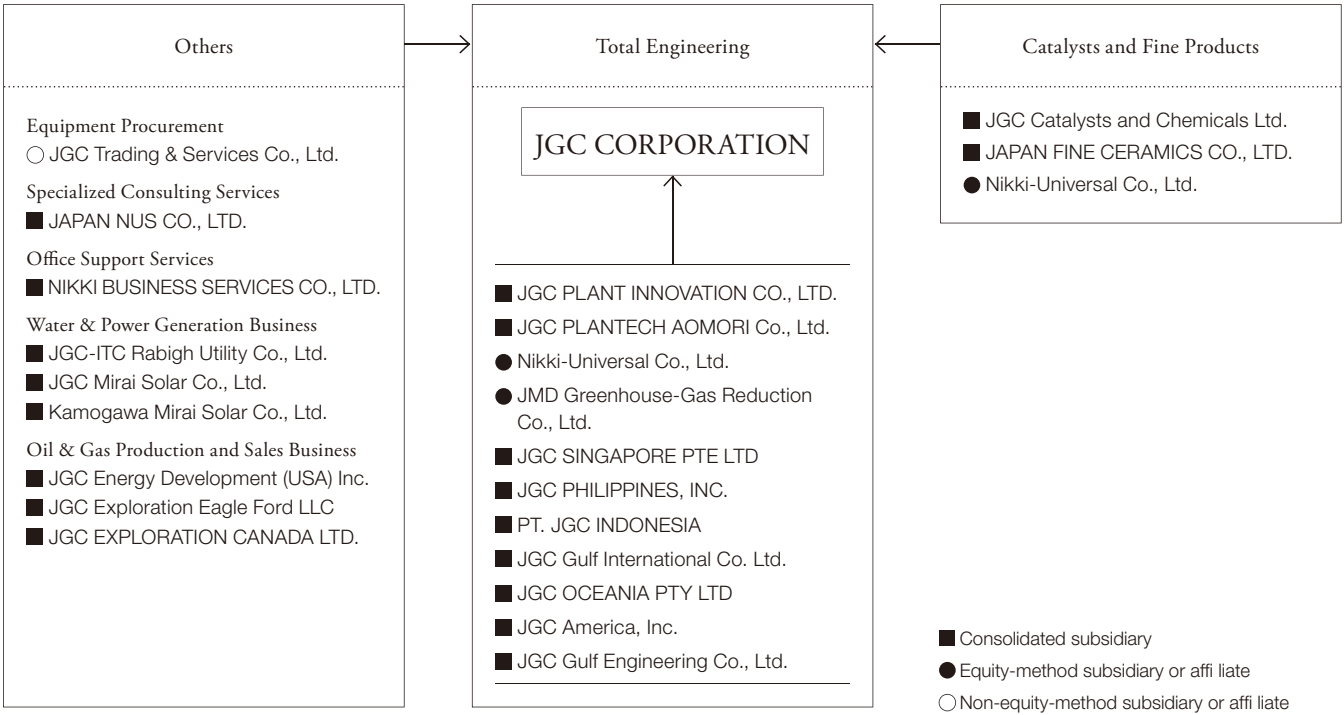 Others
Equipment Procurement
○ JGC Trading & Services Co., Ltd.
Specialized Consulting Services
■ JAPAN NUS CO., LTD.
Office Support Services
■ NIKKI BUSINESS SERVICES CO., LTD.
Water & Power Generation Business
■ JGC-ITC Rabigh Utility Co., Ltd.
■ JGC Mirai Solar Co., Ltd.
■ Kamogawa Mirai Solar Co., Ltd.
Oil & Gas Production and Sales Business
■ JGC Energy Development (USA) Inc.
■ JGC Exploration Eagle Ford LLC
■ JGC EXPLORATION CANADA LTD.
Total Engineering
JGC CORPORATION
■ JGC PLANT INNOVATION CO., LTD.
■ JGC PLANTECH AOMORI Co., Ltd.
● Nikki-Universal Co., Ltd.
● JMD Greenhouse-Gas Reduction
Co., Ltd.
■ JGC SINGAPORE PTE LTD
■ JGC PHILIPPINES, INC.
■ PT. JGC INDONESIA
■ JGC Gulf International Co. Ltd.
■ JGC OCEANIA PTY LTD
■ JGC America, Inc.
■ JGC Gulf Engineering Co., Ltd.
Catalysts and Fine Products
■ JGC Catalysts and Chemicals Ltd.
■ JAPAN FINE CERAMICS CO., LTD.
● Nikki-Universal Co., Ltd.
■ Consolidated subsidiary
● Equity-method subsidiary or affi liate
○ Non-equity-method subsidiary or affi liate